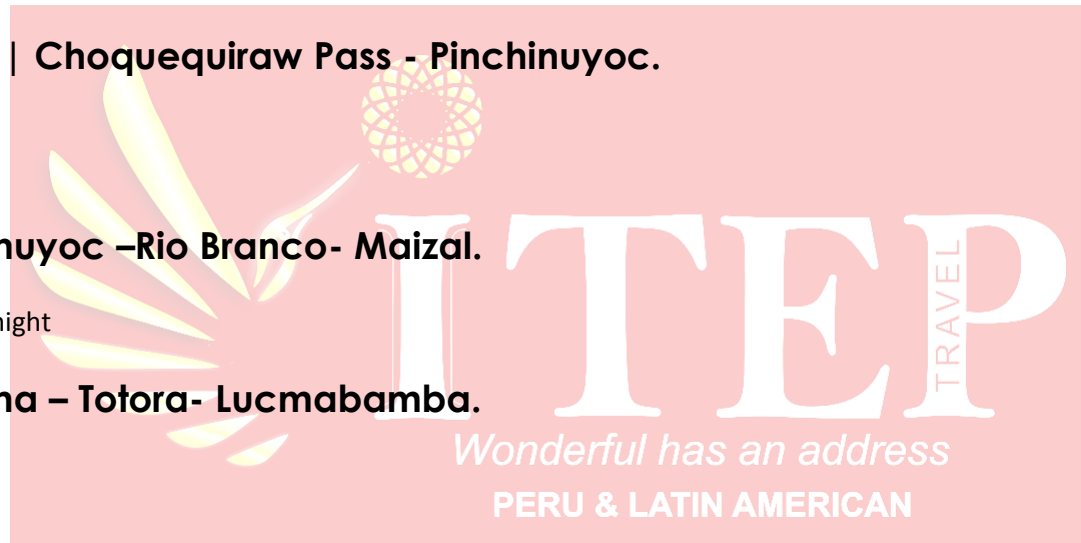 | Choquequiraw Pass - Pinchinuyoc.
nuyoc –Rio Branco- Maizal.
night
na – Totora- Lucmabamba.
ITEP
TRAVEL
Wonderful has an address
PERU & LATIN AMERICAN